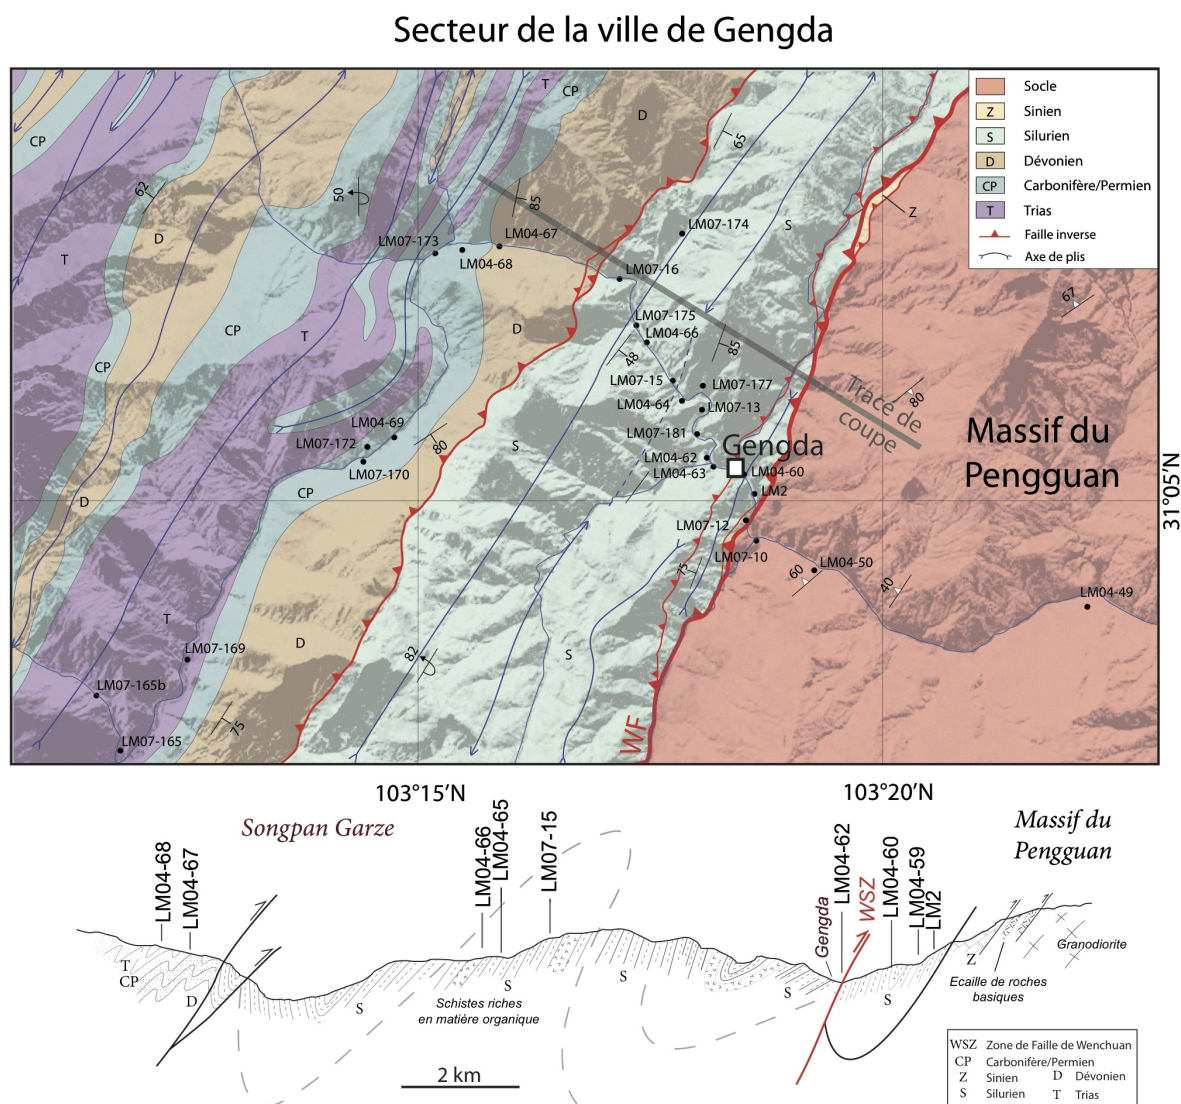 Secteur de la ville de Gengda
Socle
Z Sinien
S Silurien
D Dévonien
CP Carbonifère/Permien
T Trias
Faille inverse
Axe de plis
T
CP
D
CP
65
62
50
85
Z
D
T
S
LM07-174
LM04-67
LM07-173
LM04-68
LM07-16
67
CP
T
D
LM07-175
LM04-66
85
48
CP
LM07-15
LM07-177
80
Tracé de
coupe
LM04-64
LM07-13
LM04-69
LM07-181
Massif du
Pengguan
LM07-172
80
S
Gengda
LM04-62
LM07-170
LM04-63
LM04-60
CP
LM2
D
31°05’N
LM07-12
LM07-10
LM04-50
75
60
40
LM04-49
T
D
LM07-169
82
S
LM07-165b
75
WF
LM07-165
103°15’N
103°20’N
Songpan Garze
Massif du
Pengguan
LM04-68
LM04-67
LM04-66
LM04-65
LM07-15
Gengda
LM04-62
WSZ
LM04-60
LM04-59
LM2
Granodiorite
T
CP
D
S
S
S
S
S
Z
Schistes riches
en matière organique
Ecaille de roches
basiques
2 km
WSZ Zone de Faille de Wenchuan
CP Carbonifère/Permien
Z Sinien D Dévonien
S Silurien T Trias